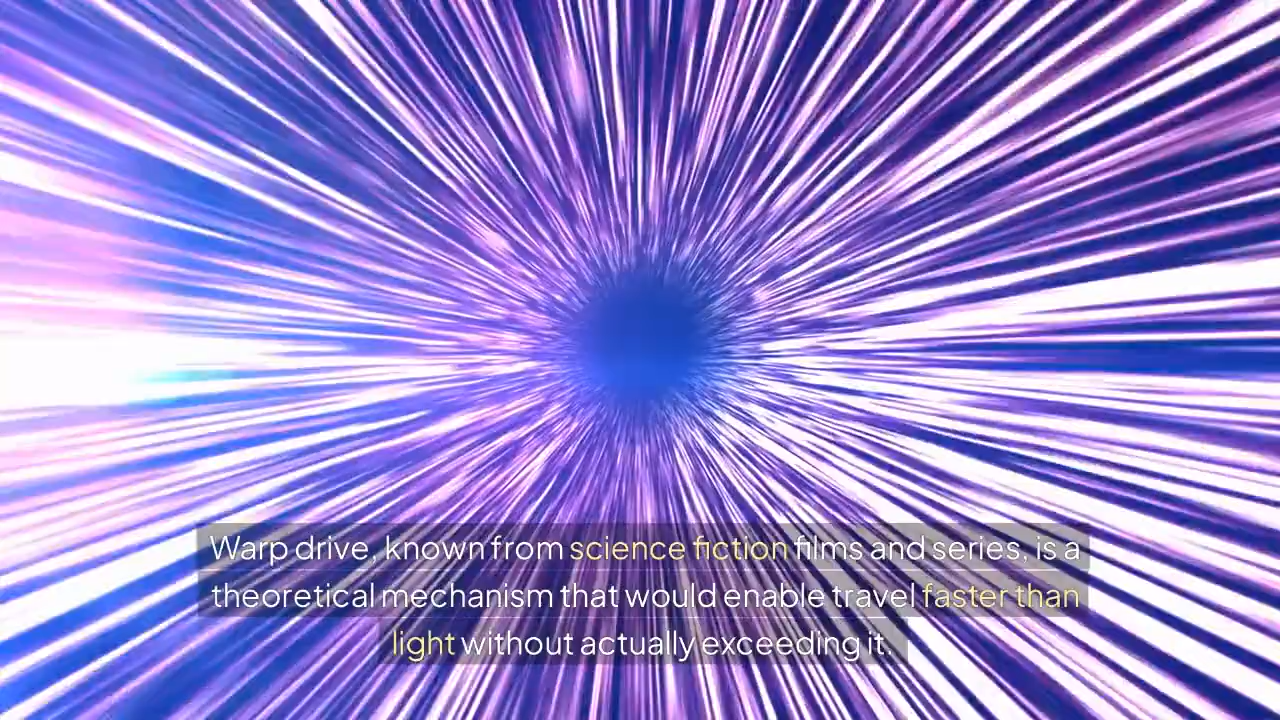 Warp drive, known from science fiction films and series, is a
theoretical mechanism that would enable travel faster than
light without actually exceeding it.